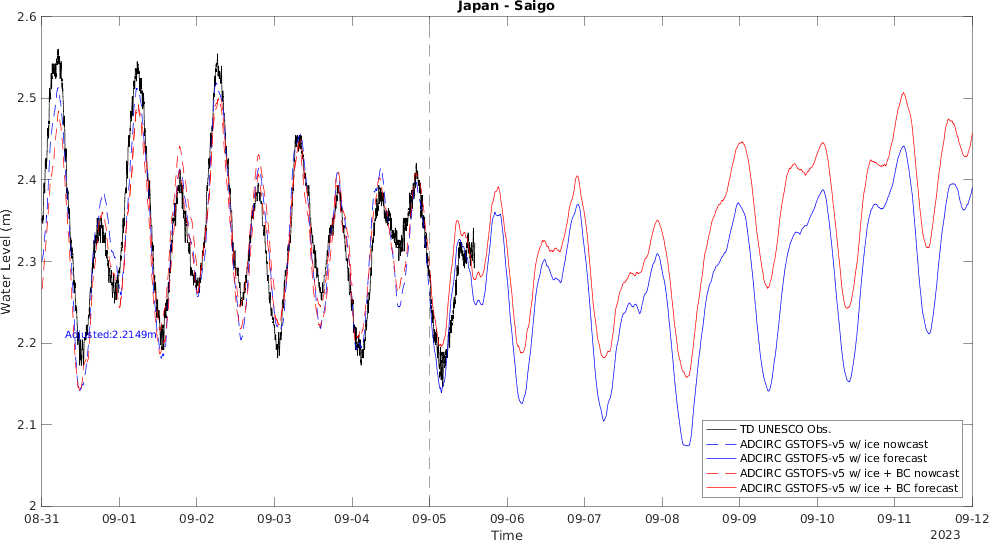 Japan - Saigo
2.6
2.5
2.4
2.3
2.2
2.1
2
Water Level (m)
Adjusted:2.2149m
TD UNESCO Obs.
ADCIRC GSTOFS-v5 w/ ice nowcast
ADCIRC GSTOFS-v5 w/ ice forecast
ADCIRC GSTOFS-v5 w/ ice + BC nowcast
ADCIRC GSTOFS-v5 w/ ice + BC forecast
08-31 09-01 09-02 09-03 09-04 09-05 09-06 09-07 09-08 09-09 09-10 09-11 09-12
Time
2023